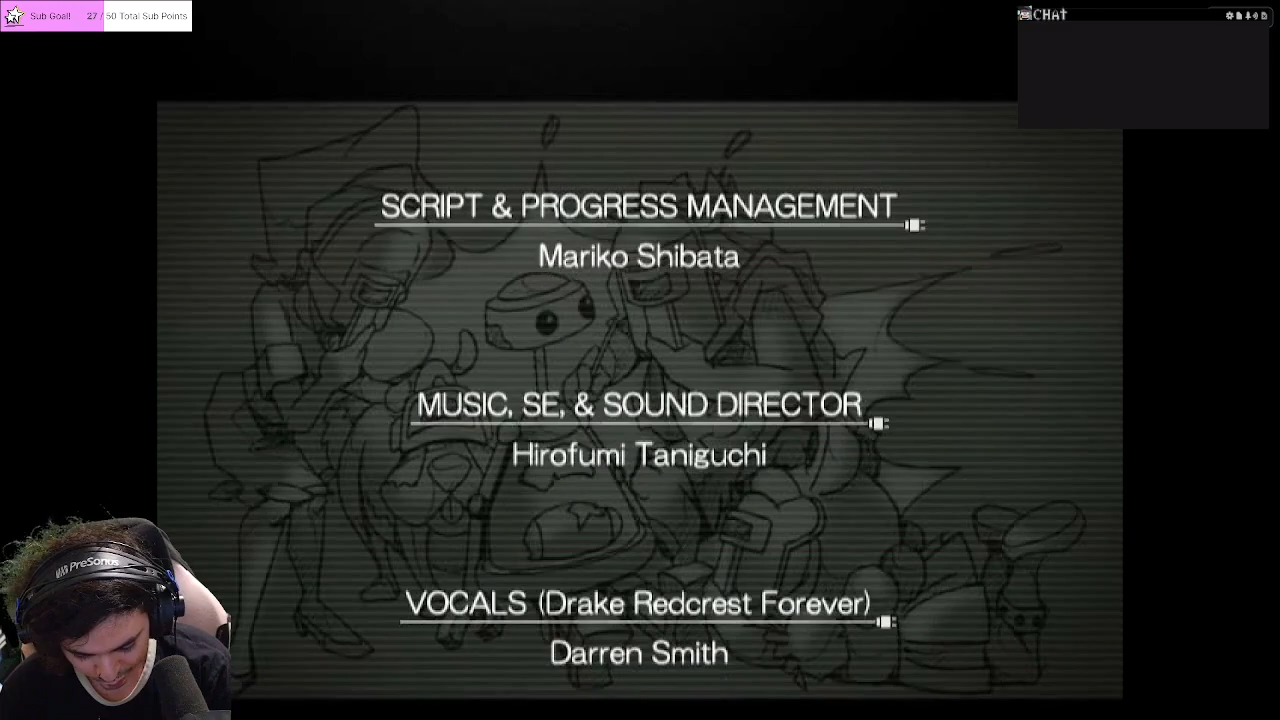 Sub Goal!
27 / 50 Total Sub Points
CHAT
SCRIPT & PROGRESS MANAGEMENT
Mariko Shibata
MUSIC, SE, & SOUND DIRECTOR
Hirofumi Taniguchi
VOCALS (Drake Redcrest Forever)
Darren Smith
PreSonus